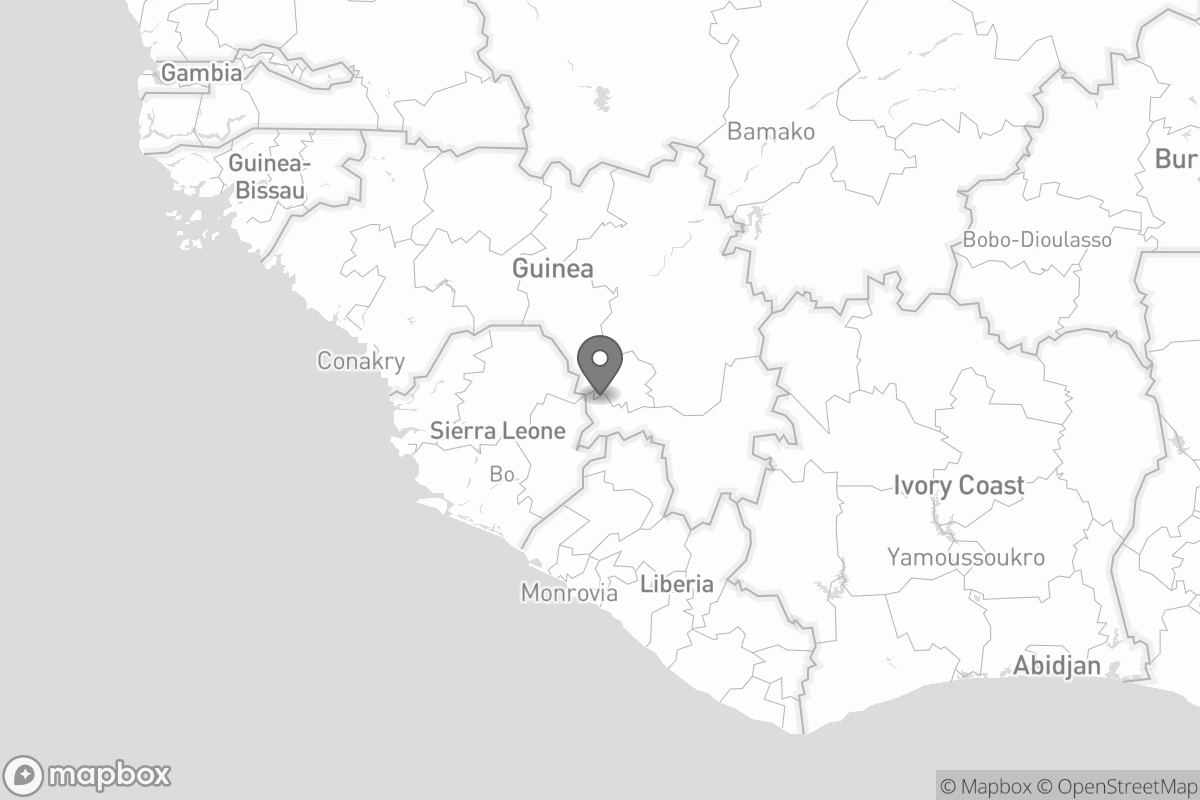 Gambia
Bamako
Guinea-
Bissau
Bur
Bobo-Dioulasso
Guinea
Conakry
Sierra Leone
Bo
Ivory Coast
Yamoussoukro
Monrovia
Liberia
Abidjan
mapbox
© Mapbox © OpenStreetMap